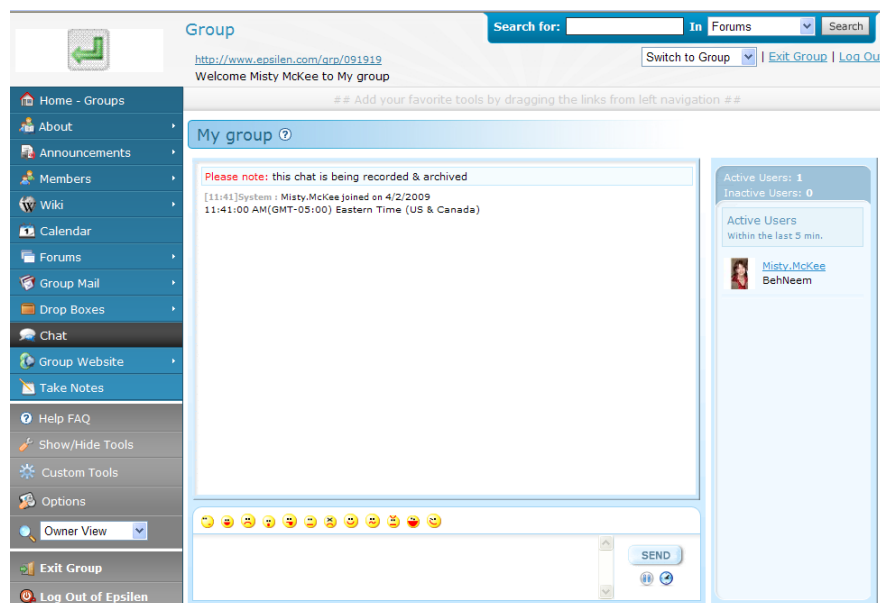 Group
Search for:
In Forums Search
http://www.epsilen.com/grp/091919
Welcome Misty McKee to My group
Switch to Group | Exit Group | Log Ou
## Add your favorite tools by dragging the links from left navigation ##
Home - Groups
About
Announcements
Members
Wiki
Calendar
Forums
Group Mail
Drop Boxes
Chat
Group Website
Take Notes
Help FAQ
Show/Hide Tools
Custom Tools
Options
Owner View
Exit Group
Log Out of Epsilen
My group ?
Please note: this chat is being recorded & archived
[11:41]System : Misty.McKee joined on 4/2/2009
11:41:00 AM(GMT-05:00) Eastern Time (US & Canada)
SEND
Active Users: 1
Inactive Users: 0
Active Users
Within the last 5 min.
Misty.McKee
BehNeem